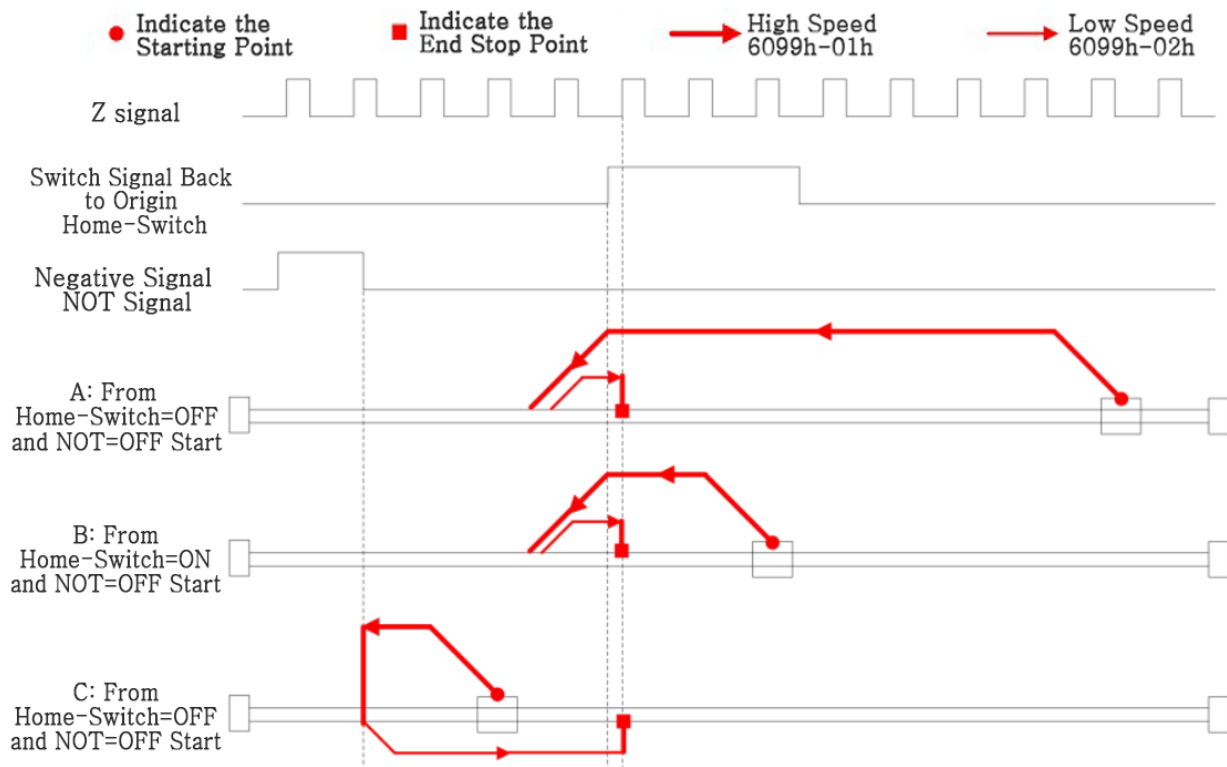 Indicate the
Starting Point
Indicate the
End Stop Point
High Speed
6099h-01h
Low Speed
6099h-02h
Z signal
Switch Signal Back
to Origin
Home-Switch
Negative Signal
NOT Signal
A: From
Home-Switch=OFF
and NOT=OFF Start
B: From
Home-Switch=ON
and NOT=OFF Start
C: From
Home-Switch=OFF
and NOT=OFF Start